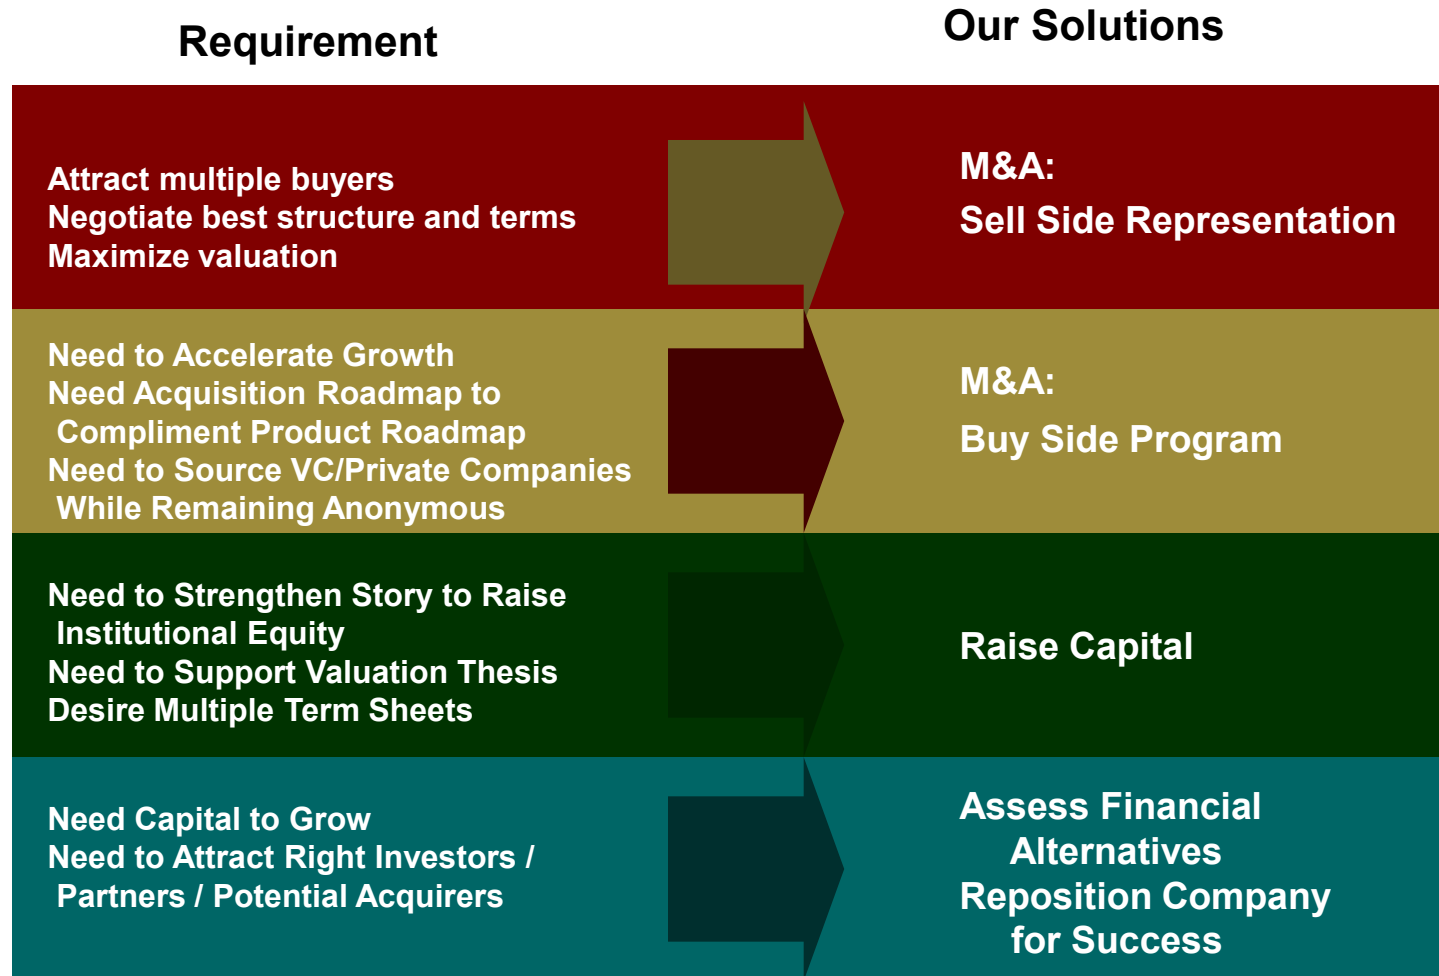 Requirement
Our Solutions
Attract multiple buyers
Negotiate best structure and terms
Maximize valuation
M&A:
Sell Side Representation
Need to Accelerate Growth
Need Acquisition Roadmap to
Compliment Product Roadmap
Need to Source VC/Private Companies
While Remaining Anonymous
M&A:
Buy Side Program
Need to Strengthen Story to Raise
Institutional Equity
Need to Support Valuation Thesis
Desire Multiple Term Sheets
Raise Capital
Need Capital to Grow
Need to Attract Right Investors /
Partners / Potential Acquirers
Assess Financial
Alternatives
Reposition Company
for Success